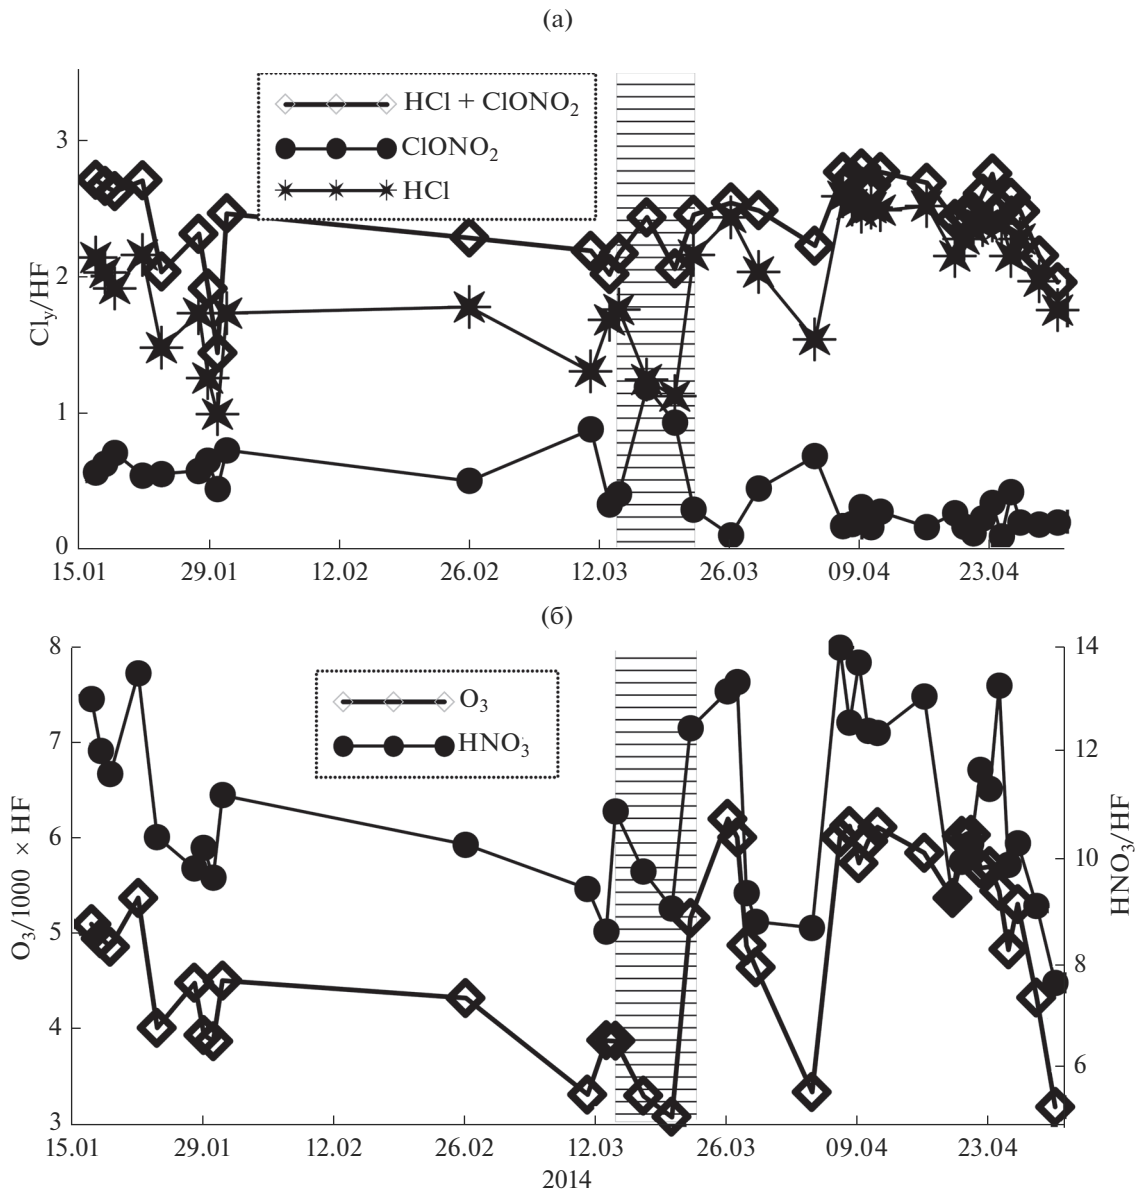 (а)
HCl + ClONO₂
ClONO₂
HCl
Cl_y/HF
3
2
1
0
15.01 29.01 12.02 26.02 12.03 26.03 09.04 23.04
(б)
O₃
HNO₃
O₃/1000 × HF
8
7
6
5
4
3
HNO₃/HF
14
12
10
8
6
15.01 29.01 12.02 26.02 12.03 26.03 09.04 23.04
2014